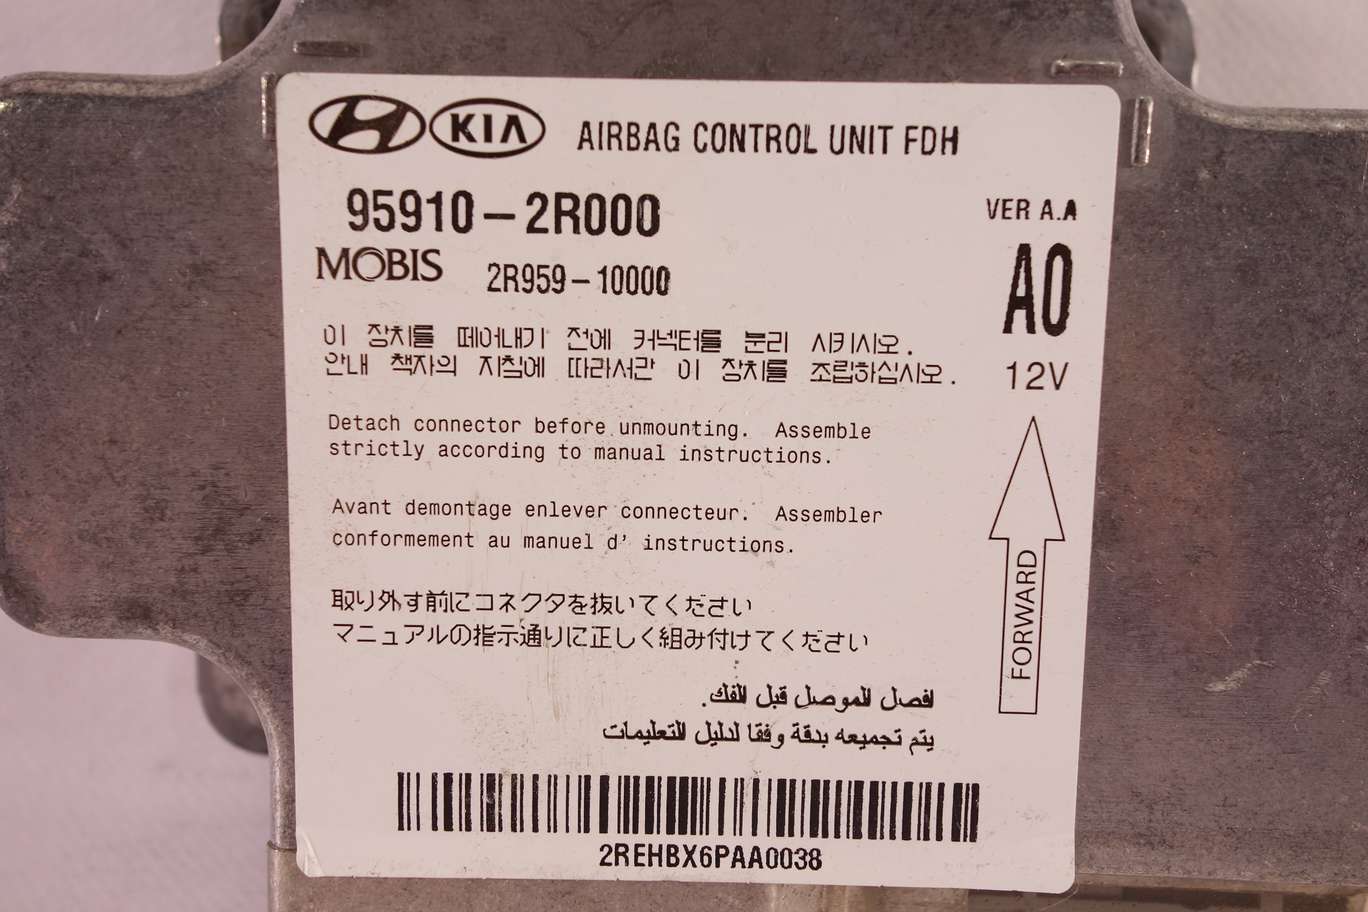 KIA AIRBAG CONTROL UNIT FDH
95910-2R000
VER A.A
MOBIS 2R959-10000
A0
12V
이 장치를 떼어내기 전에 커넥터를 분리 시키시오.
안내 책자의 지침에 따라서만 이 장치를 조립하십시오.
Detach connector before unmounting. Assemble
strictly according to manual instructions.
Avant demontage enlever connecteur. Assembler
conformement au manuel d' instructions.
FORWARD
取り外す前にコネクタを抜いてください
マニュアルの指示通りに正しく組み付けてください
افصل الموصل قبل الفك.
يتم تجميعه بدقة وفقا لدليل التعليمات
2REHBX6PAA0038